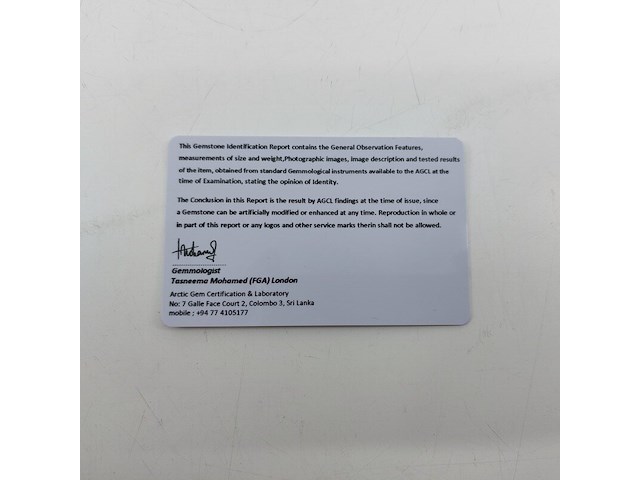 This Gemstone Identification Report contains the General Observation Features,
measurements of size and weight,Photographic images, image description and tested results
of the item, obtained from standard Gemmological instruments available to the AGCL at the
time of Examination, stating the opinion of Identity.
The Conclusion in this Report is the result by AGCL findings at the time of issue, since
a Gemstone can be artificially modified or enhanced at any time. Reproduction in whole or
in part of this report or any logos and other service marks therin shall not be allowed.
Gemmologist
Tasneema Mohamed (FGA) London
Arctic Gem Certification & Laboratory
No: 7 Galle Face Court 2, Colombo 3, Sri Lanka
mobile ; +94 77 4105177